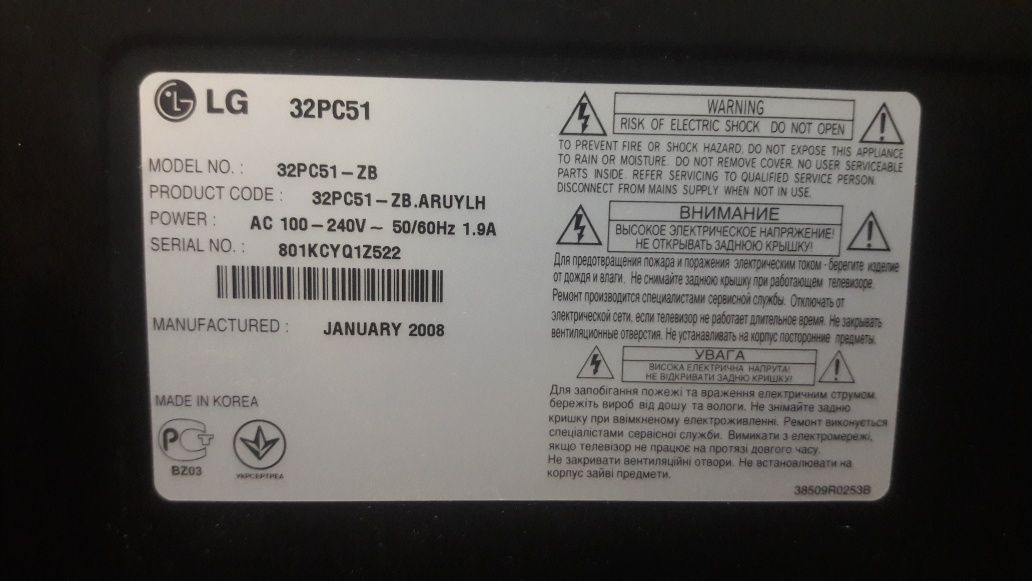 LG 32PC51
MODEL NO. : 32PC51-ZB
PRODUCT CODE : 32PC51-ZB.ARUYLH
POWER : AC 100-240V~ 50/60Hz 1.9A
SERIAL NO. : 801KCYQ1Z522
MANUFACTURED : JANUARY 2008
MADE IN KOREA
BZ03
УКРСЕРТРЕА
WARNING
RISK OF ELECTRIC SHOCK DO NOT OPEN
TO PREVENT FIRE OR SHOCK HAZARD, DO NOT EXPOSE THIS APPLIANCE
TO RAIN OR MOISTURE. DO NOT REMOVE COVER. NO USER SERVICEABLE
PARTS INSIDE. REFER SERVICING TO QUALIFIED SERVICE PERSON.
DISCONNECT FROM MAINS SUPPLY WHEN NOT IN USE.
ВНИМАНИЕ
ВЫСОКОЕ ЭЛЕКТРИЧЕСКОЕ НАПРЯЖЕНИЕ!
НЕ ОТКРЫВАТЬ ЗАДНЮЮ КРЫШКУ!
Для предотвращения пожара и поражения электрическим током - берегите изделие
от дождя и влаги. Не снимайте заднюю крышку при работающем телевизоре.
Ремонт производится специалистами сервисной службы. Отключать от
электрической сети, если телевизор не работает длительное время. Не закрывать
вентиляционные отверстия. Не устанавливать на корпус посторонние предметы.
УВАГА
ВИСОКА ЕЛЕКТРИЧНА НАПРУГА!
НЕ ВІДКРИВАТИ ЗАДНЮ КРИШКУ!
Для запобігання пожежі та враження електричним струмом
бережіть виріб від дощу та вологи. Не знімайте задню
кришку при ввімкненому електроживленні. Ремонт виконується
спеціалістами сервісної служби. Вимикати з електромережі,
якщо телевізор не працює на протязі довгого часу.
Не закривати вентиляційні отвори. Не встановлювати на
корпус зайві предмети.
38509R0253B